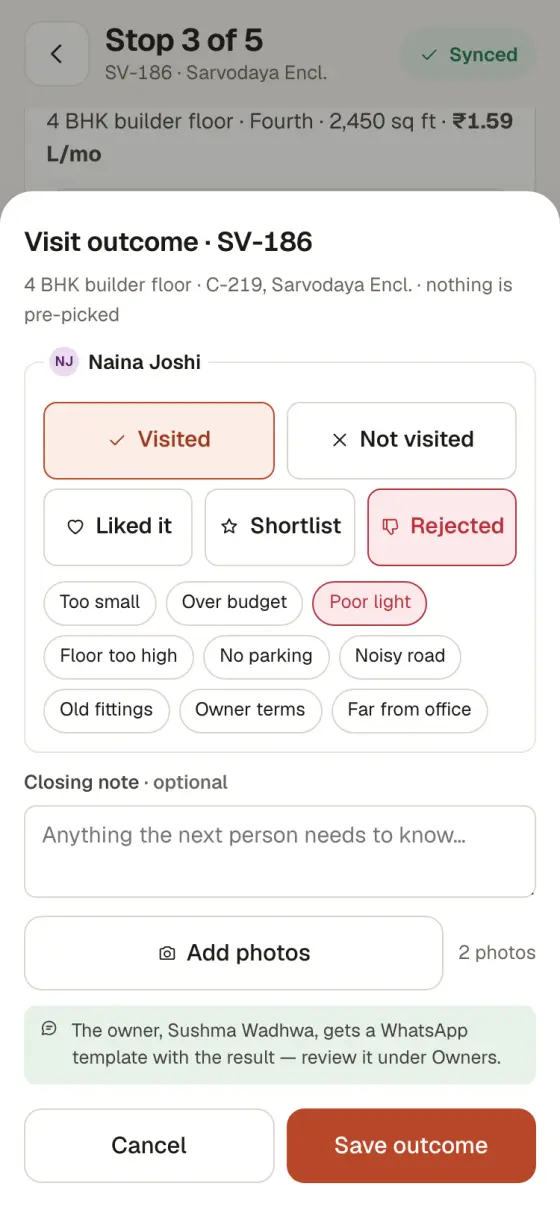 Stop 3 of 5
SV-186 · Sarvodaya Encl.
Synced
4 BHK builder floor · Fourth · 2,450 sq ft · ₹1.59
L/mo
Visit outcome · SV-186
4 BHK builder floor · C-219, Sarvodaya Encl. · nothing is
pre-picked
NJ Naina Joshi
Visited
Not visited
Liked it
Shortlist
Rejected
Too small
Over budget
Poor light
Floor too high
No parking
Noisy road
Old fittings
Owner terms
Far from office
Closing note · optional
Anything the next person needs to know…
Add photos
2 photos
The owner, Sushma Wadhwa, gets a WhatsApp
template with the result — review it under Owners.
Cancel
Save outcome